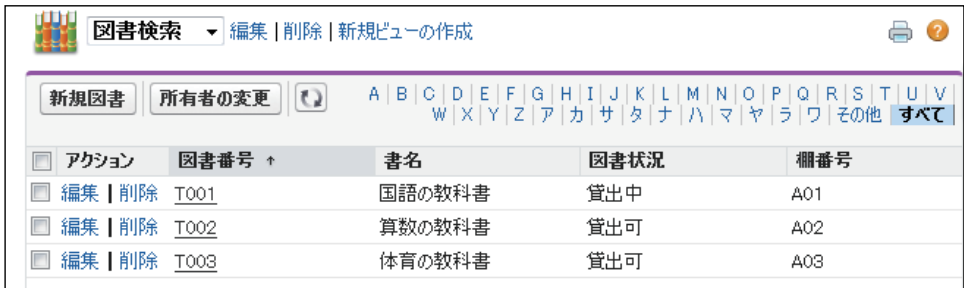 図書検索 編集 | 削除 | 新規ビューの作成
新規図書 所有者の変更 A | B | C | D | E | F | G | H | I | J | K | L | M | N | O | P | Q | R | S | T | U | V |
W | X | Y | Z | ア | カ | サ | タ | ナ | ハ | マ | ヤ | ラ | ワ | その他 すべて
アクション 図書番号 ↑ 書名 図書状況 棚番号
編集 | 削除 T001 国語の教科書 貸出中 A01
編集 | 削除 T002 算数の教科書 貸出可 A02
編集 | 削除 T003 体育の教科書 貸出可 A03